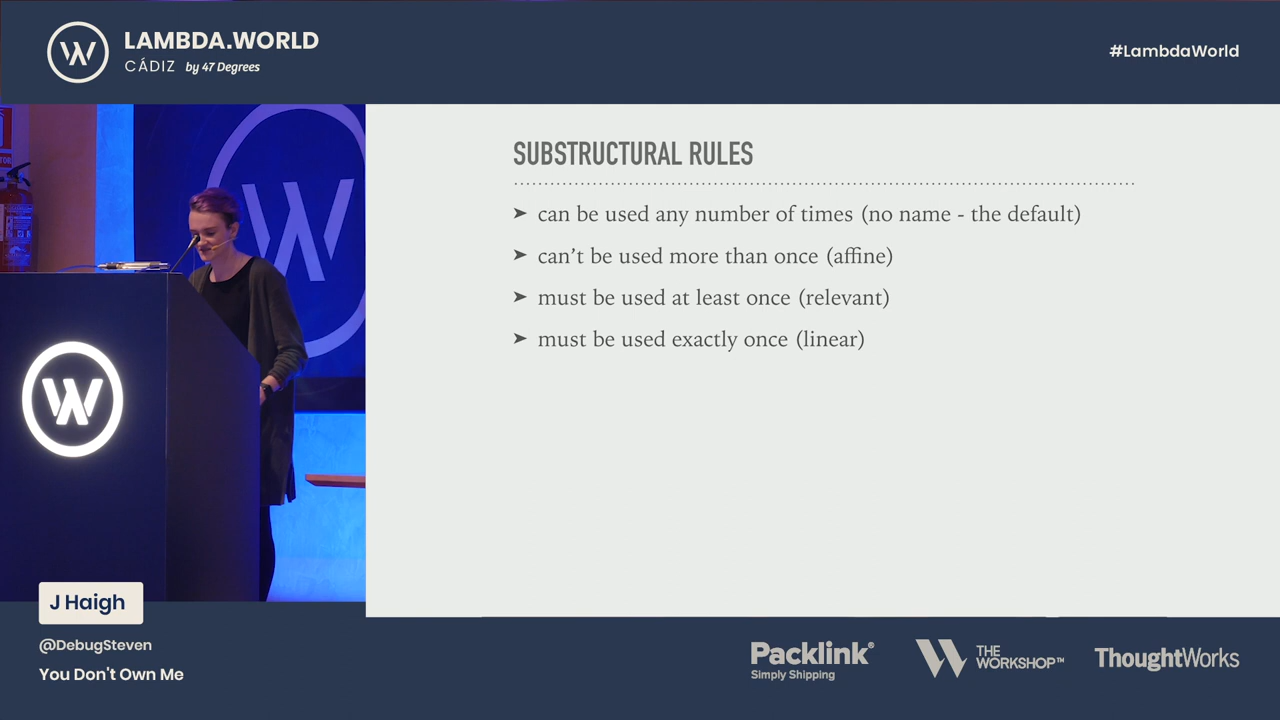 LAMBDA.WORLD
CÁDIZ by 47 Degrees
#LambdaWorld
SUBSTRUCTURAL RULES
➤ can be used any number of times (no name - the default)
➤ can’t be used more than once (affine)
➤ must be used at least once (relevant)
➤ must be used exactly once (linear)
J Haigh
@DebugSteven
You Don't Own Me
Packlink®
Simply Shipping
THE
WORKSHOP™
ThoughtWorks